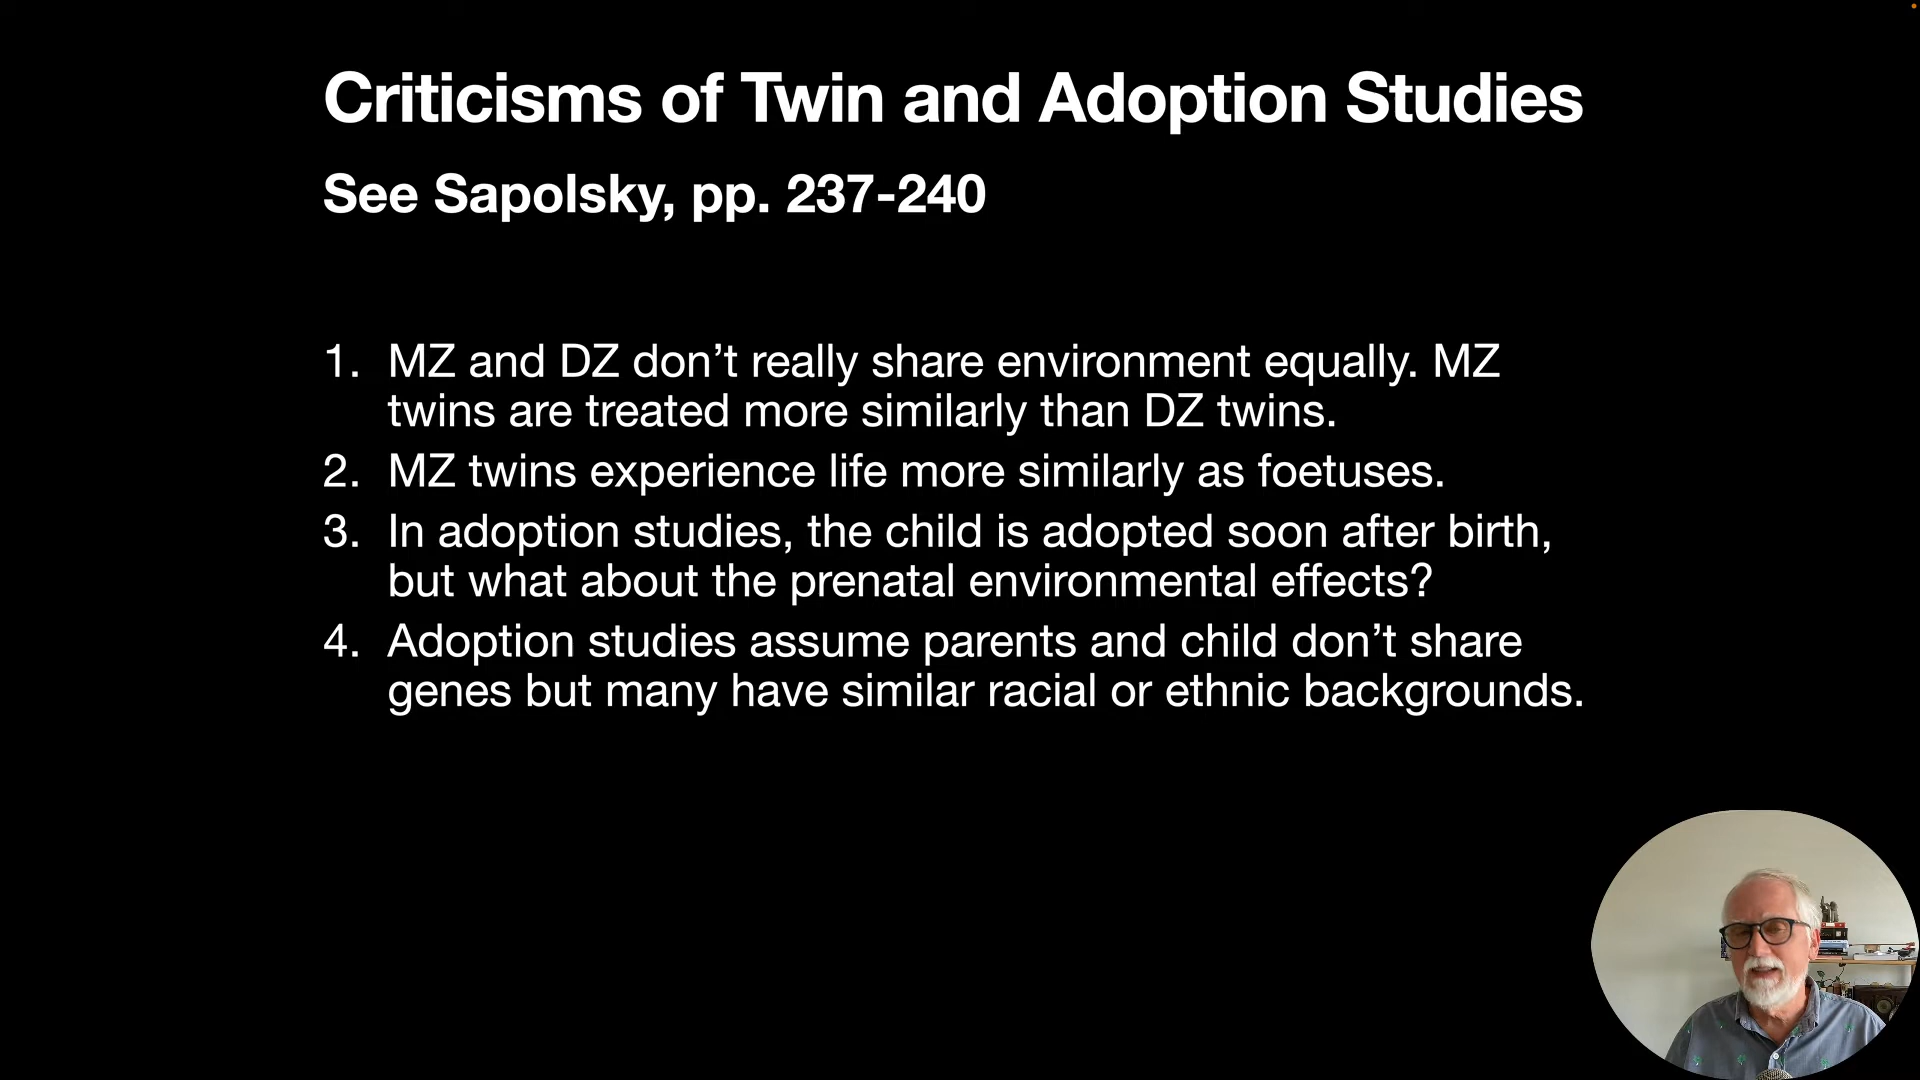 Criticisms of Twin and Adoption Studies
See Sapolsky, pp. 237-240
1. MZ and DZ don’t really share environment equally. MZ
twins are treated more similarly than DZ twins.
2. MZ twins experience life more similarly as foetuses.
3. In adoption studies, the child is adopted soon after birth,
but what about the prenatal environmental effects?
4. Adoption studies assume parents and child don’t share
genes but many have similar racial or ethnic backgrounds.